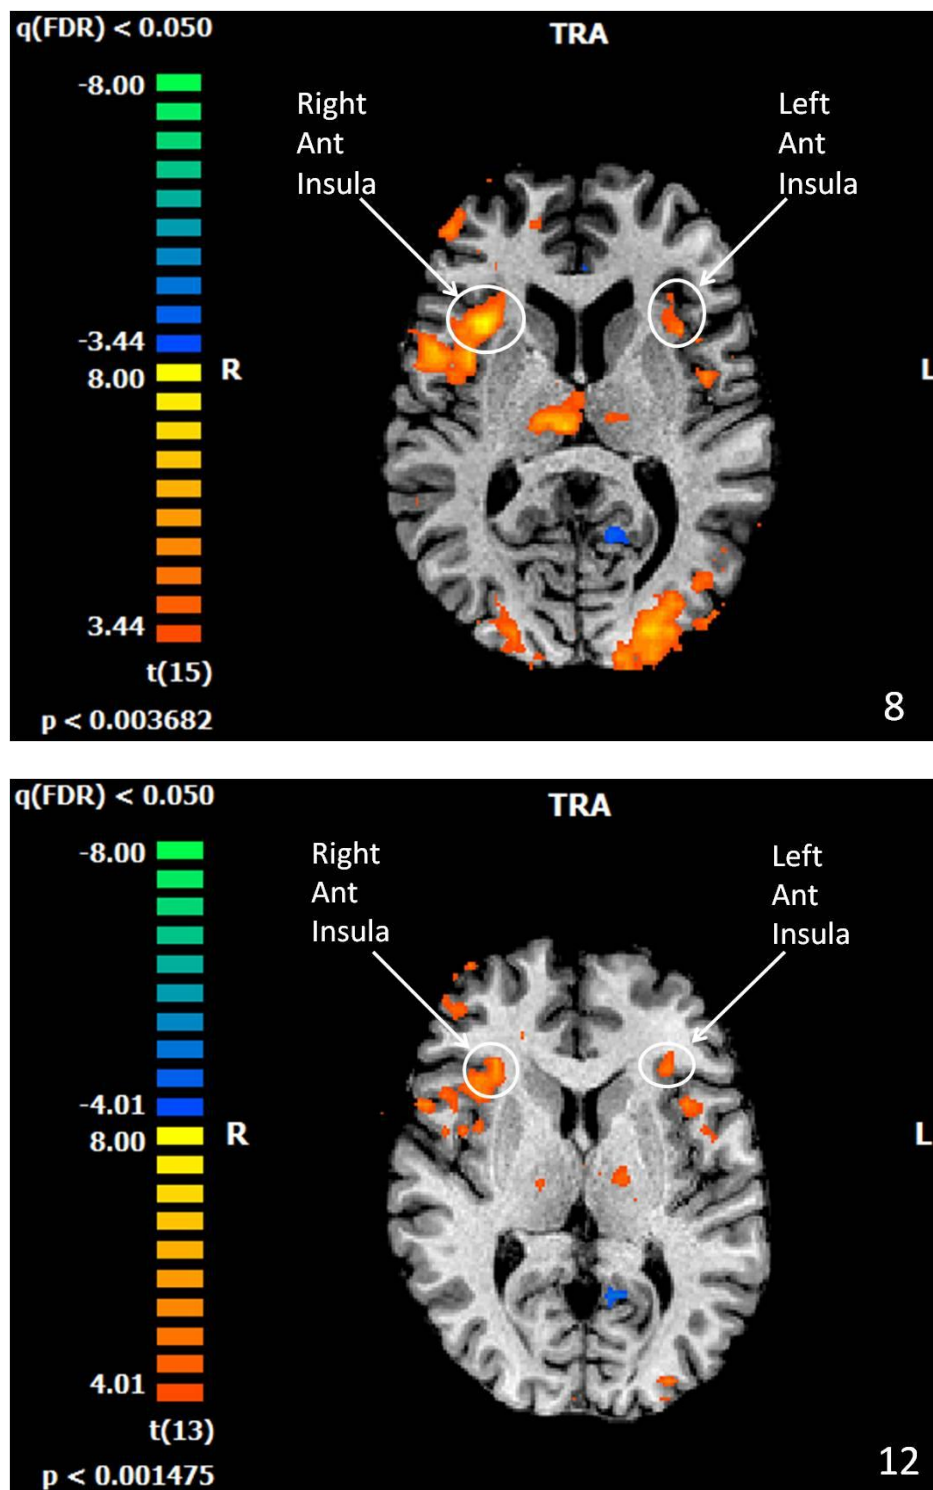 q(FDR) < 0.050
TRA
-8.00
Right
Ant
Insula
Left
Ant
Insula
-3.44
8.00
R
L
3.44
t(15)
p < 0.003682
8
q(FDR) < 0.050
TRA
-8.00
Right
Ant
Insula
Left
Ant
Insula
-4.01
8.00
R
L
4.01
t(13)
p < 0.001475
12